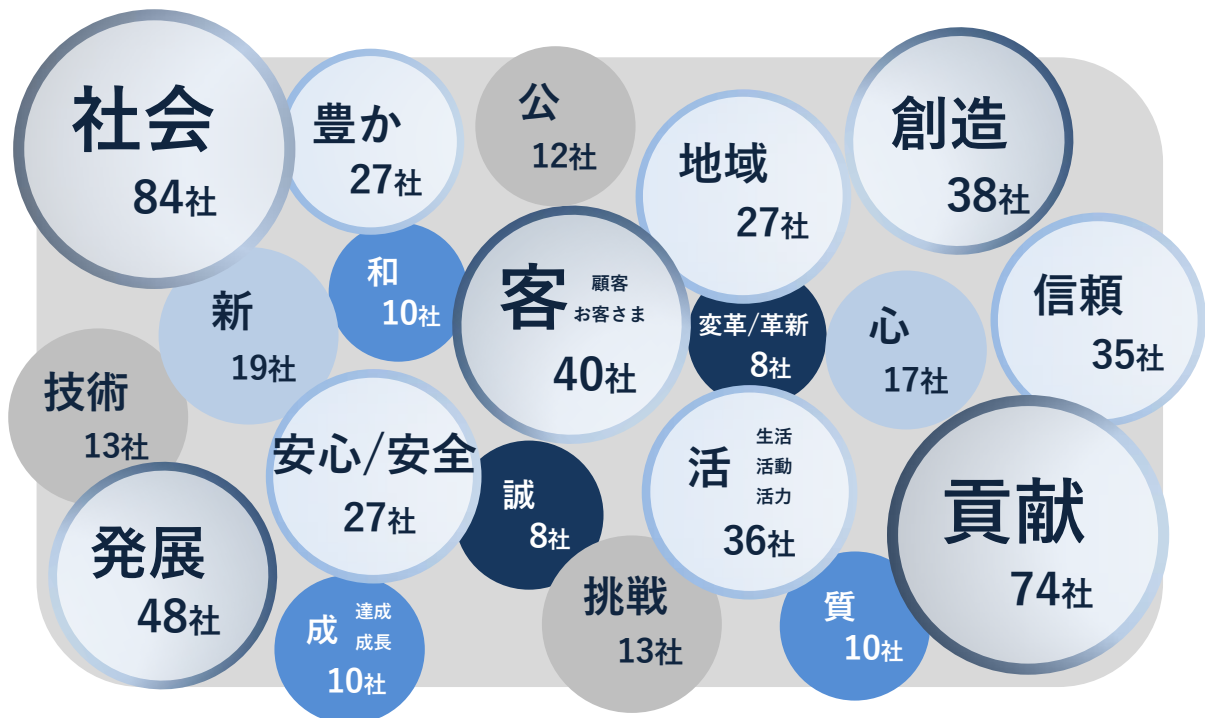 社会
84社
豊か
27社
公
12社
地域
27社
創造
38社
新
19社
和
10社
客
顧客
お客さま
40社
変革/革新
8社
心
17社
信頼
35社
技術
13社
安心/安全
27社
誠
8社
活
生活
活動
活力
36社
貢献
74社
発展
48社
成
達成
成長
10社
挑戦
13社
質
10社